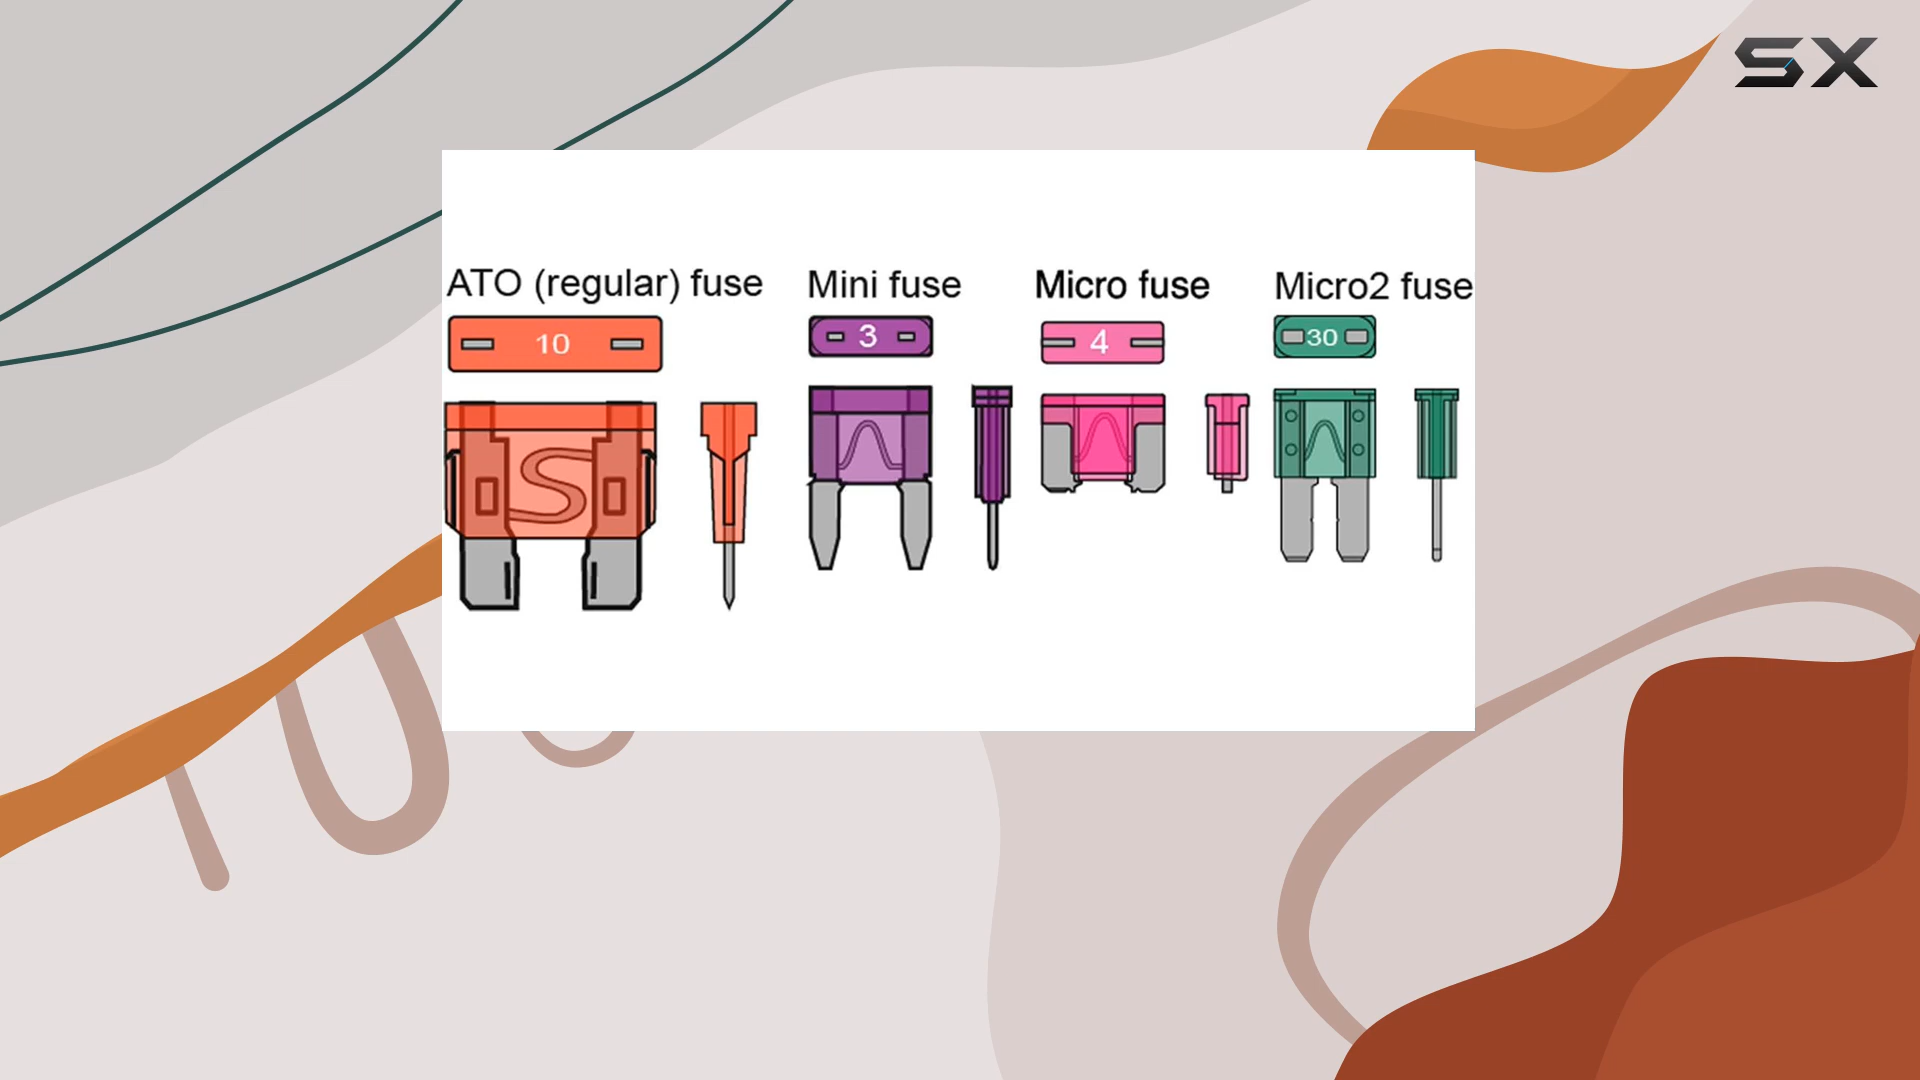 SX
ATO (regular) fuse
Mini fuse
Micro fuse
Micro2 fuse
10
3
4
30